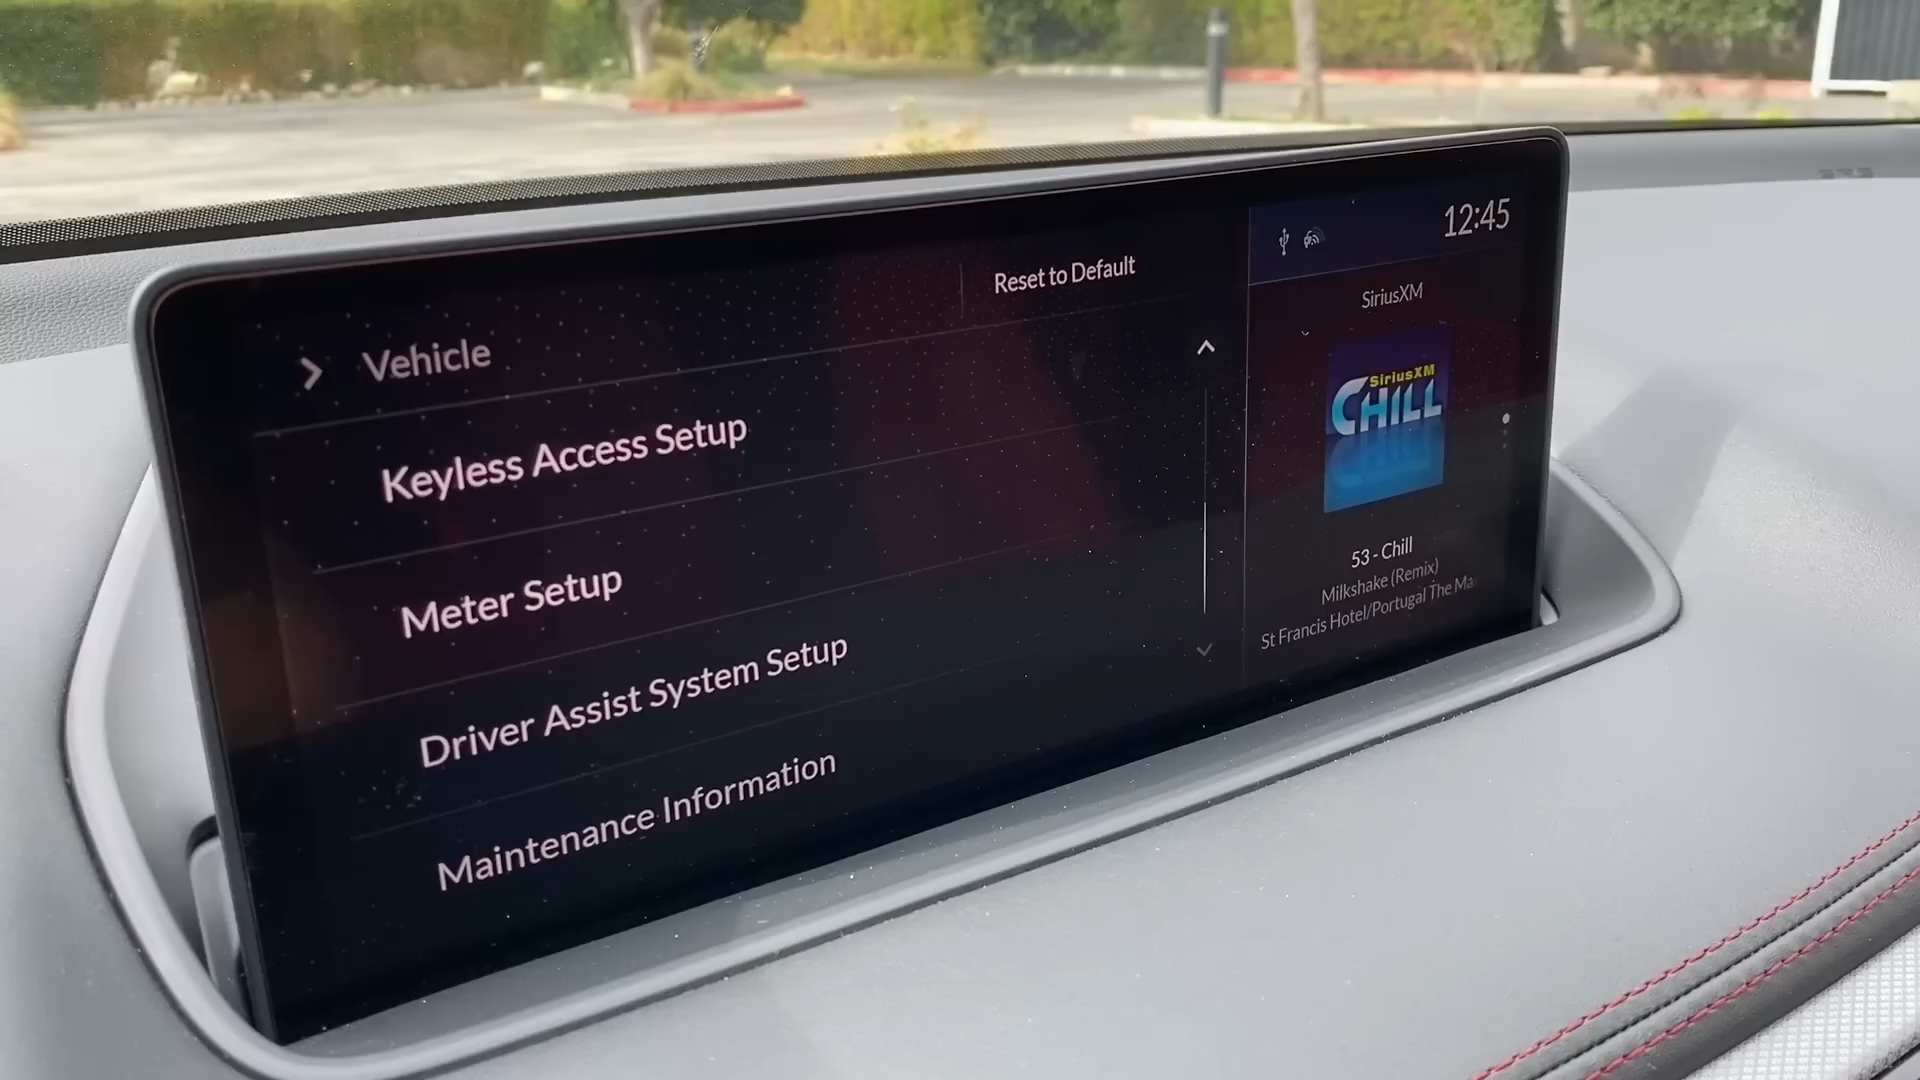 Vehicle
Reset to Default
Keyless Access Setup
Meter Setup
Driver Assist System Setup
Maintenance Information
12:45
SiriusXM
SiriusXM
CHILL
53 - Chill
Milkshake (Remix)
St Francis Hotel/Portugal The Ma